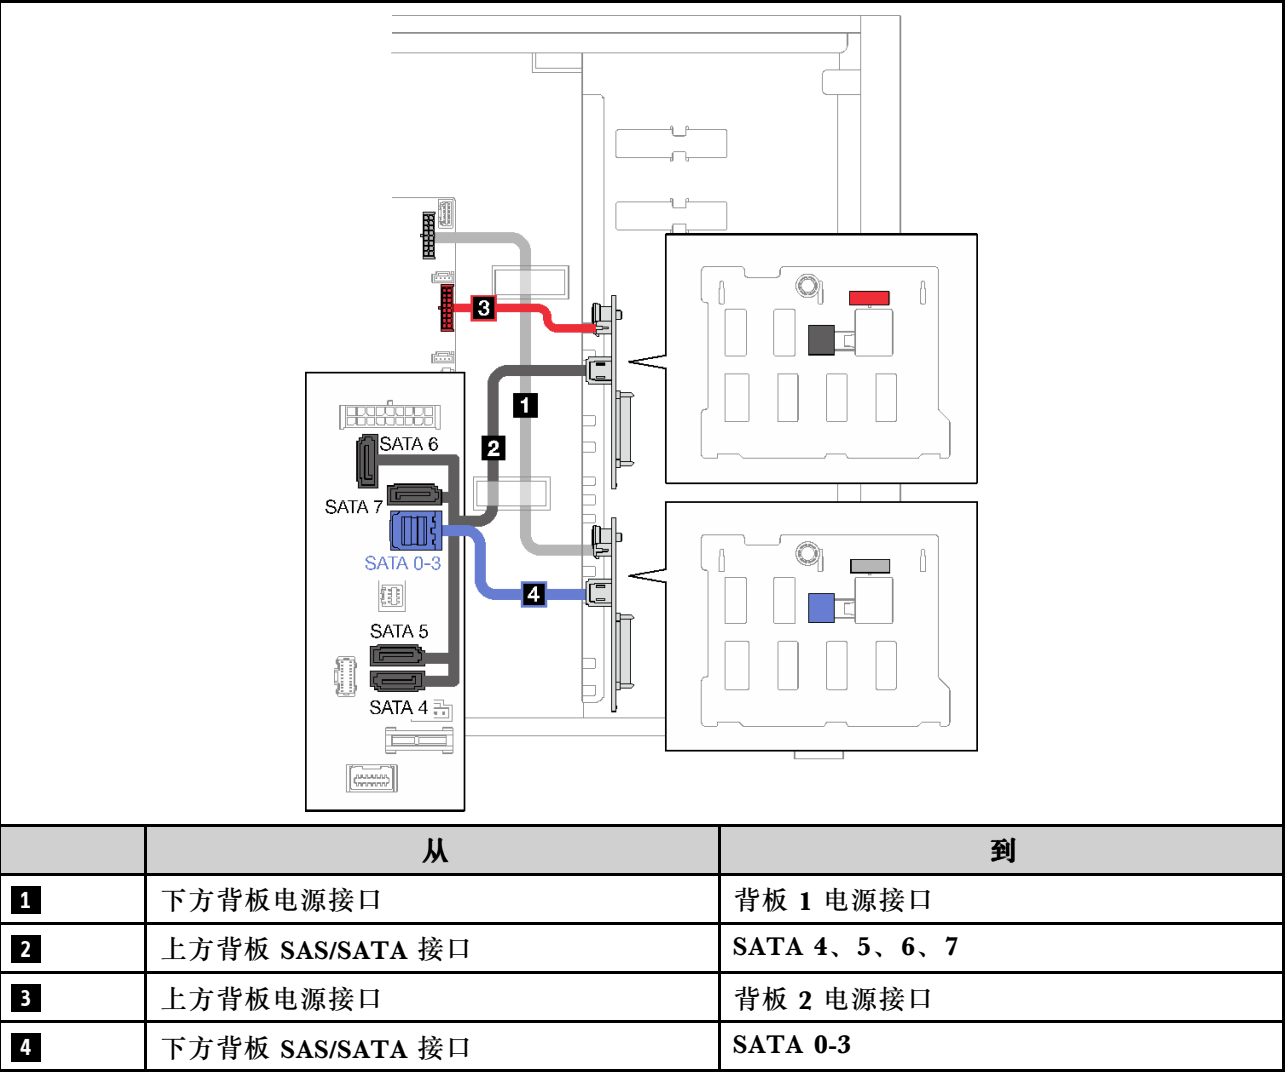 3
1
2
SATA 6
SATA 7
SATA 0-3
4
SATA 5
SATA 4
从 到
1 下方背板电源接口 背板 1 电源接口
2 上方背板 SAS/SATA 接口 SATA 4、5、6、7
3 上方背板电源接口 背板 2 电源接口
4 下方背板 SAS/SATA 接口 SATA 0-3